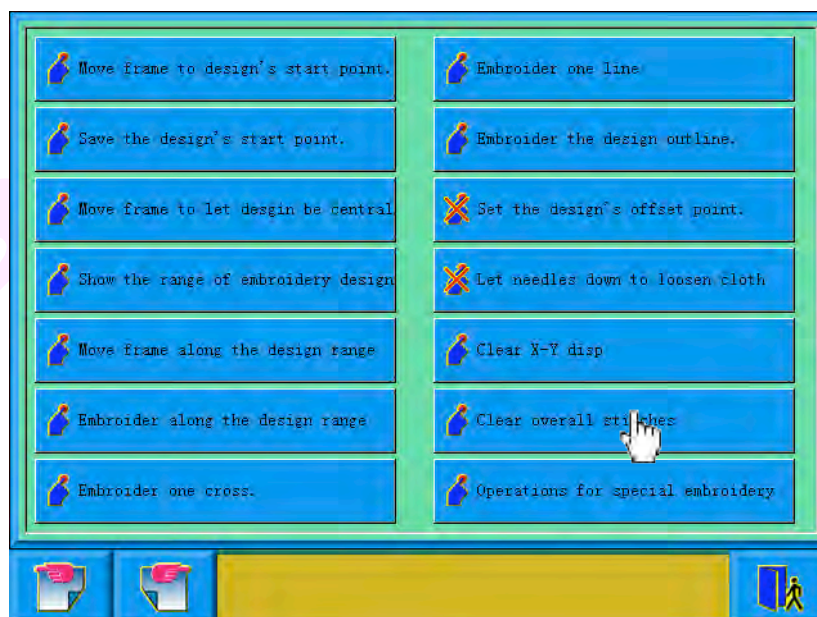 Move frame to design's start point.
Save the design's start point.
Move frame to let desgin be central
Show the range of embroidery design
Move frame along the design range
Embroider along the design range
Embroider one cross.
Embroider one line
Embroider the design outline.
Set the design's offset point.
Let needles down to loosen cloth
Clear X-Y disp
Clear overall stitches
Operations for special embroidery